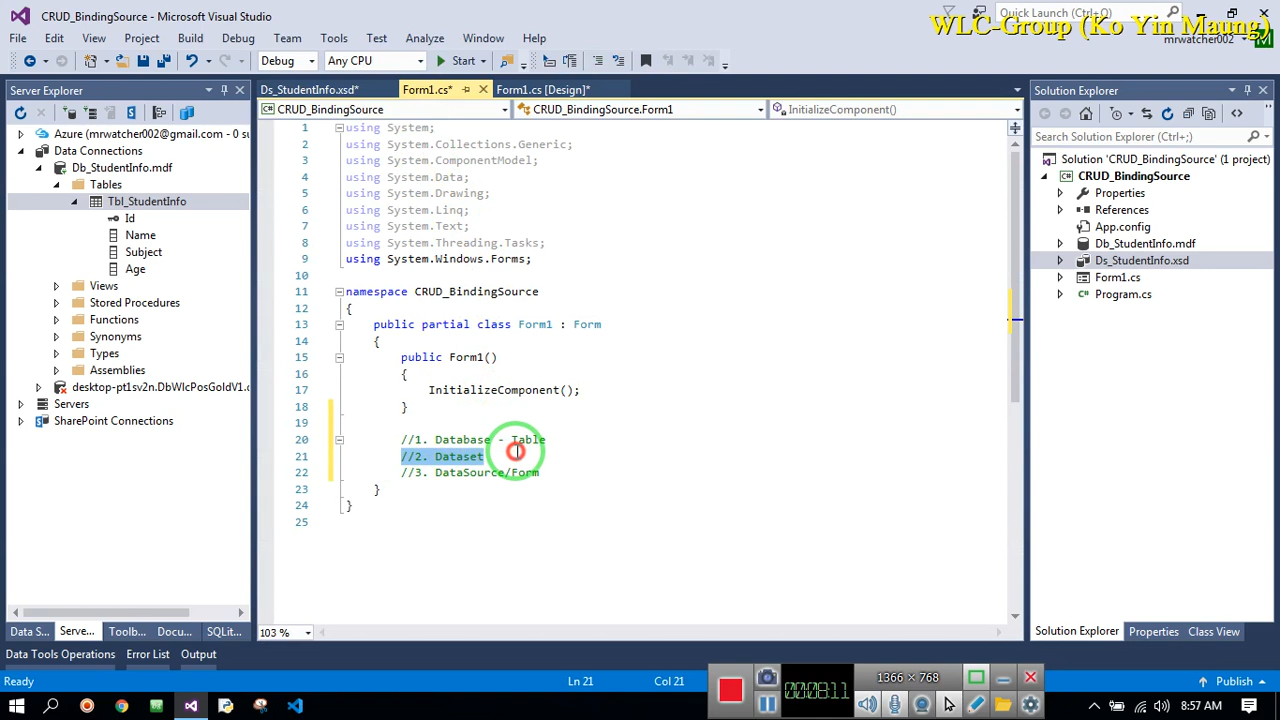 CRUD_BindingSource - Microsoft Visual Studio
Quick Launch (Ctrl+Q)
WLC-Group (Ko Yin Maung)
File Edit View Project Build Debug Team Tools Test Analyze Window Help
mrwatcher002
M
Debug Any CPU Start
Server Explorer
Azure (mrwatcher002@gmail.com - 0 su
Data Connections
Db_StudentInfo.mdf
Tables
Tbl_StudentInfo
Id
Name
Subject
Age
Views
Stored Procedures
Functions
Synonyms
Types
Assemblies
desktop-pt1sv2n.DbWlcPosGoldV1.
Servers
SharePoint Connections
Data S... Serve... Toolb... Docu... SQLit...
Ds_StudentInfo.xsd* Form1.cs* Form1.cs [Design]*
CRUD_BindingSource CRUD_BindingSource.Form1 InitializeComponent()
1 using System;
2 using System.Collections.Generic;
3 using System.ComponentModel;
4 using System.Data;
5 using System.Drawing;
6 using System.Linq;
7 using System.Text;
8 using System.Threading.Tasks;
9 using System.Windows.Forms;
10
11 namespace CRUD_BindingSource
12 {
13 public partial class Form1 : Form
14 {
15 public Form1()
16 {
17 InitializeComponent();
18 }
19
20 //1. Database - Table
21 //2. Dataset
22 //3. DataSource/Form
23 }
24 }
25
103 %
Solution Explorer
Search Solution Explorer (Ctrl+;)
Solution 'CRUD_BindingSource' (1 project)
CRUD_BindingSource
Properties
References
App.config
Db_StudentInfo.mdf
Ds_StudentInfo.xsd
Form1.cs
Program.cs
Solution Explorer Properties Class View
Data Tools Operations Error List Output
Ready Ln 21 Col 21 Publish
00:08:11
1366 × 768
8:57 AM